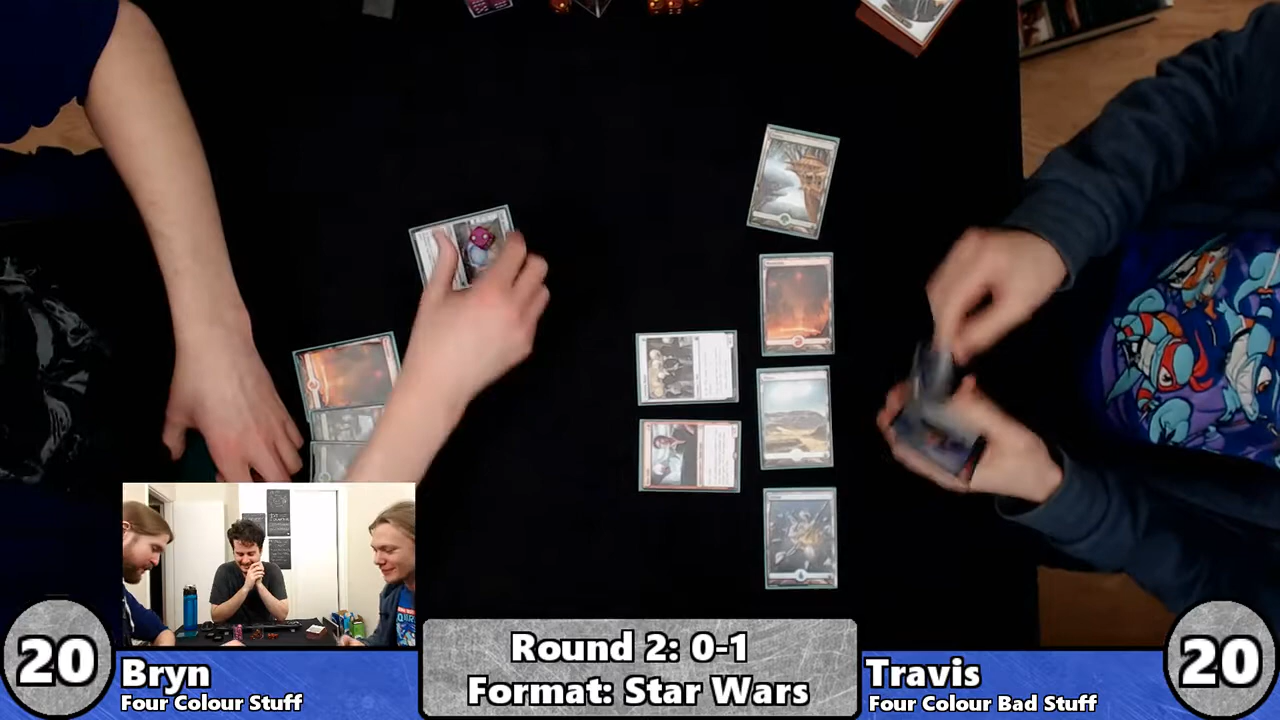 20
Bryn
Four Colour Stuff
Round 2: 0-1
Format: Star Wars
Travis
Four Colour Bad Stuff
20